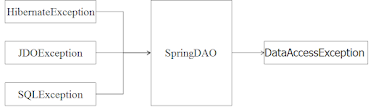 HibernateException
JDOException
SpringDAO
DataAccessException
SQLException